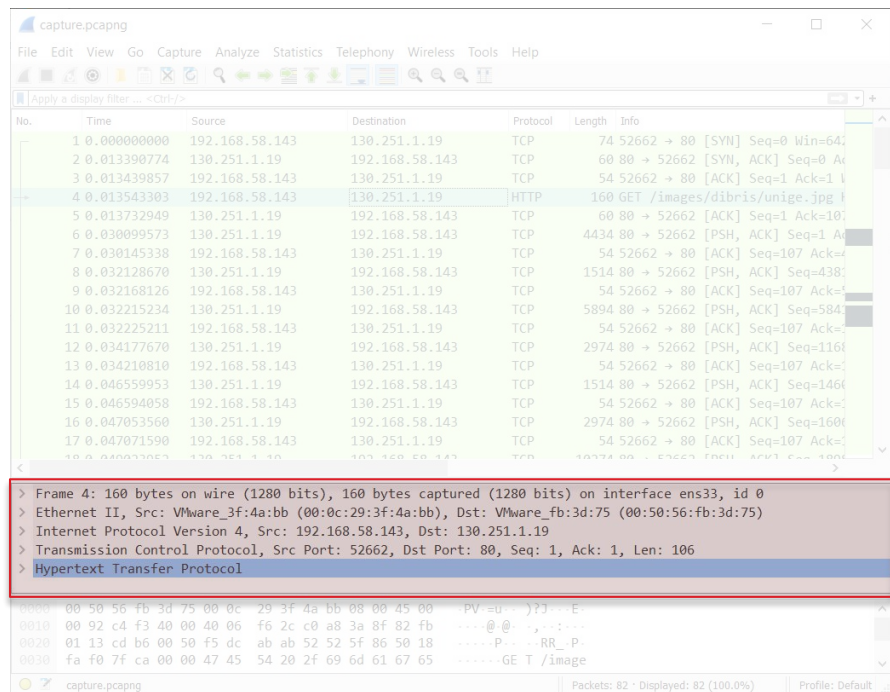 capture.pcapng
File Edit View Go Capture Analyze Statistics Telephony Wireless Tools Help
Apply a display filter ... <Ctrl-/>
No. Time Source Destination Protocol Length Info
1 0.000000000 192.168.58.143 130.251.1.19 TCP 74 52662 → 80 [SYN] Seq=0 Win=642
2 0.013390774 130.251.1.19 192.168.58.143 TCP 60 80 → 52662 [SYN, ACK] Seq=0 Ac
3 0.013439857 192.168.58.143 130.251.1.19 TCP 54 52662 → 80 [ACK] Seq=1 Ack=1 W
4 0.013543303 192.168.58.143 130.251.1.19 HTTP 160 GET /images/dibris/unige.jpg H
5 0.013732949 130.251.1.19 192.168.58.143 TCP 60 80 → 52662 [ACK] Seq=1 Ack=107
6 0.030099573 130.251.1.19 192.168.58.143 TCP 4434 80 → 52662 [PSH, ACK] Seq=1 Ac
7 0.030145338 192.168.58.143 130.251.1.19 TCP 54 52662 → 80 [ACK] Seq=107 Ack=4
8 0.032128670 130.251.1.19 192.168.58.143 TCP 1514 80 → 52662 [PSH, ACK] Seq=4381
9 0.032168126 192.168.58.143 130.251.1.19 TCP 54 52662 → 80 [ACK] Seq=107 Ack=5
10 0.032215234 130.251.1.19 192.168.58.143 TCP 5894 80 → 52662 [PSH, ACK] Seq=584
11 0.032225211 192.168.58.143 130.251.1.19 TCP 54 52662 → 80 [ACK] Seq=107 Ack=
12 0.034177670 130.251.1.19 192.168.58.143 TCP 2974 80 → 52662 [PSH, ACK] Seq=1168
13 0.034210810 192.168.58.143 130.251.1.19 TCP 54 52662 → 80 [ACK] Seq=107 Ack=1
14 0.046559953 130.251.1.19 192.168.58.143 TCP 1514 80 → 52662 [PSH, ACK] Seq=1460
15 0.046594058 192.168.58.143 130.251.1.19 TCP 54 52662 → 80 [ACK] Seq=107 Ack=1
16 0.047053560 130.251.1.19 192.168.58.143 TCP 2974 80 → 52662 [PSH, ACK] Seq=1606
17 0.047071590 192.168.58.143 130.251.1.19 TCP 54 52662 → 80 [ACK] Seq=107 Ack=
> Frame 4: 160 bytes on wire (1280 bits), 160 bytes captured (1280 bits) on interface ens33, id 0
> Ethernet II, Src: VMware_3f:4a:bb (00:0c:29:3f:4a:bb), Dst: VMware_fb:3d:75 (00:50:56:fb:3d:75)
> Internet Protocol Version 4, Src: 192.168.58.143, Dst: 130.251.1.19
> Transmission Control Protocol, Src Port: 52662, Dst Port: 80, Seq: 1, Ack: 1, Len: 106
> Hypertext Transfer Protocol
0000 00 50 56 fb 3d 75 00 0c 29 3f 4a bb 08 00 45 00 ·PV·=u·· )?J···E·
0010 00 92 c4 f3 40 00 40 06 f6 2c c0 a8 3a 8f 82 fb ····@·@· ·,··:···
0020 01 13 cd b6 00 50 f5 dc ab ab 52 52 5f 86 50 18 ·····P·· ··RR_·P·
0030 fa f0 7f ca 00 00 47 45 54 20 2f 69 6d 61 67 65 ······GE T /image
capture.pcapng Packets: 82 · Displayed: 82 (100.0%) Profile: Default